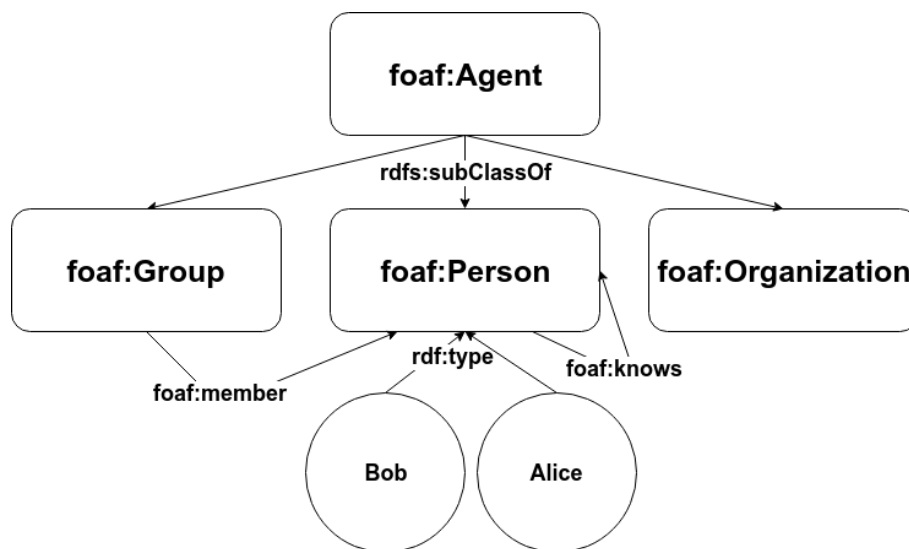 foaf:Agent
rdfs:subClassOf
foaf:Group
foaf:Person
foaf:Organization
rdf:type
foaf:knows
foaf:member
Bob
Alice